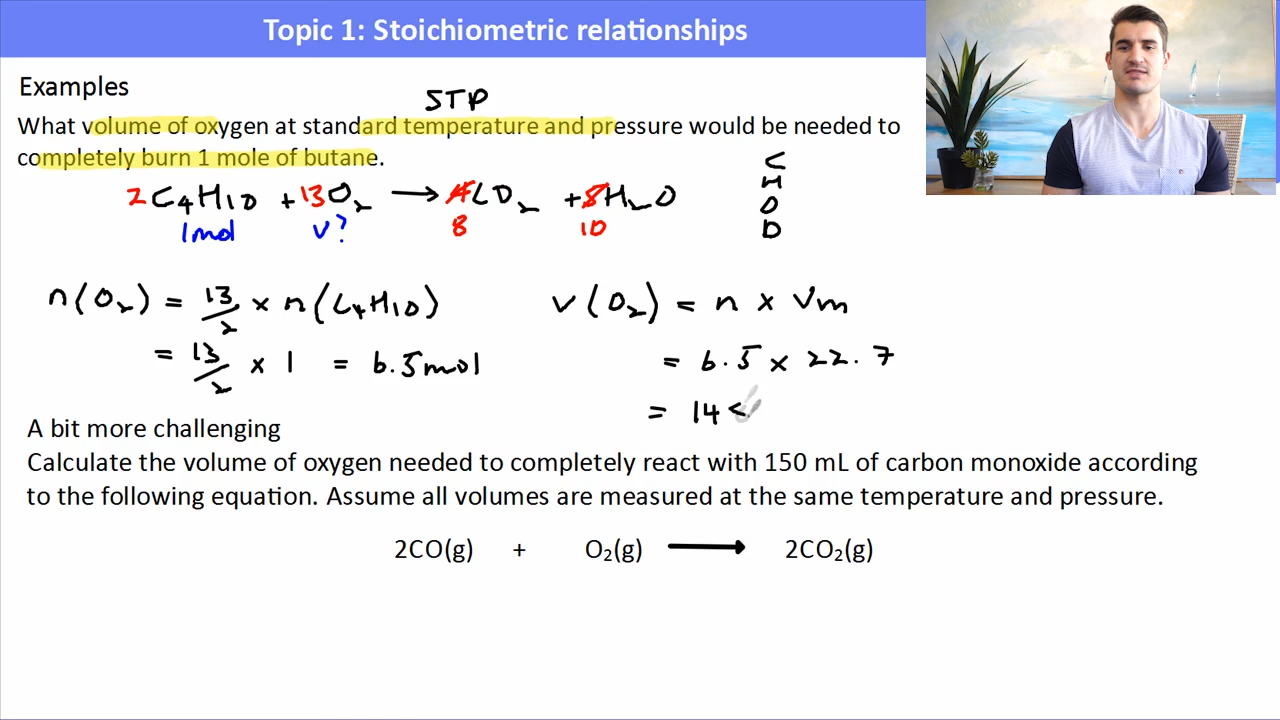 Topic 1: Stoichiometric relationships
Examples
STP
What volume of oxygen at standard temperature and pressure would be needed to
completely burn 1 mole of butane.
2C₄H₁₀ + 13O₂ → 4CO₂ + 5H₂O
1mol V? 8 10
C
H
O
O
n(O₂) = 13/2 × n(C₄H₁₀)
= 13/2 × 1 = 6.5mol
V(O₂) = n × Vm
= 6.5 × 22.7
= 14
A bit more challenging
Calculate the volume of oxygen needed to completely react with 150 mL of carbon monoxide according
to the following equation. Assume all volumes are measured at the same temperature and pressure.
2CO(g) + O₂(g) → 2CO₂(g)